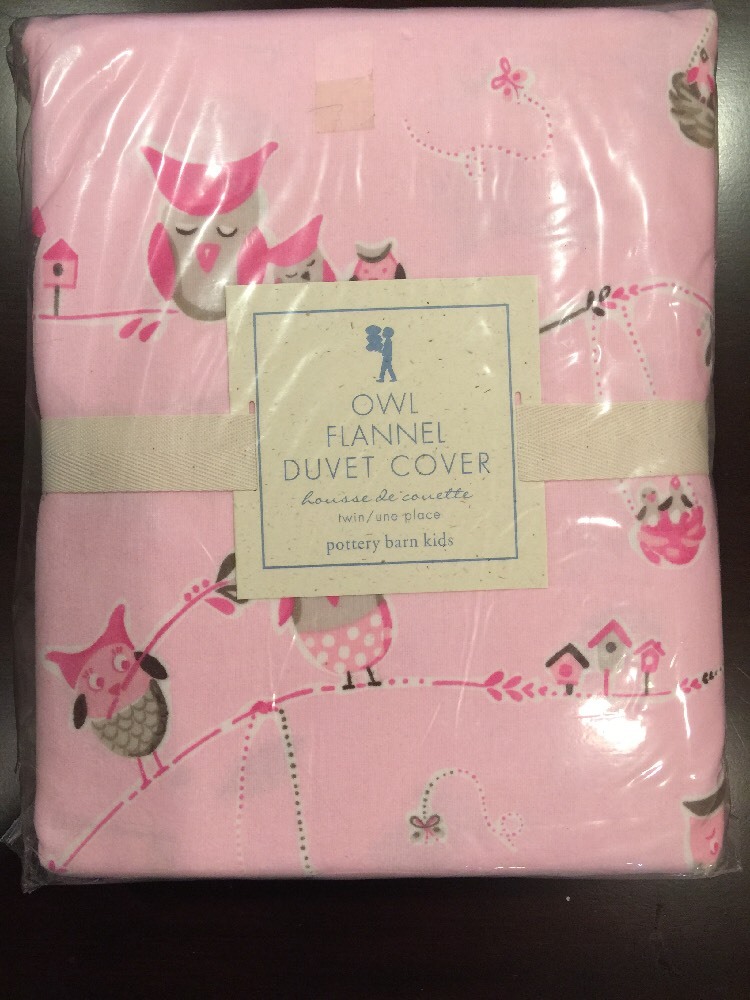 OWL
FLANNEL
DUVET COVER
housse de couette
twin/une place
pottery barn kids